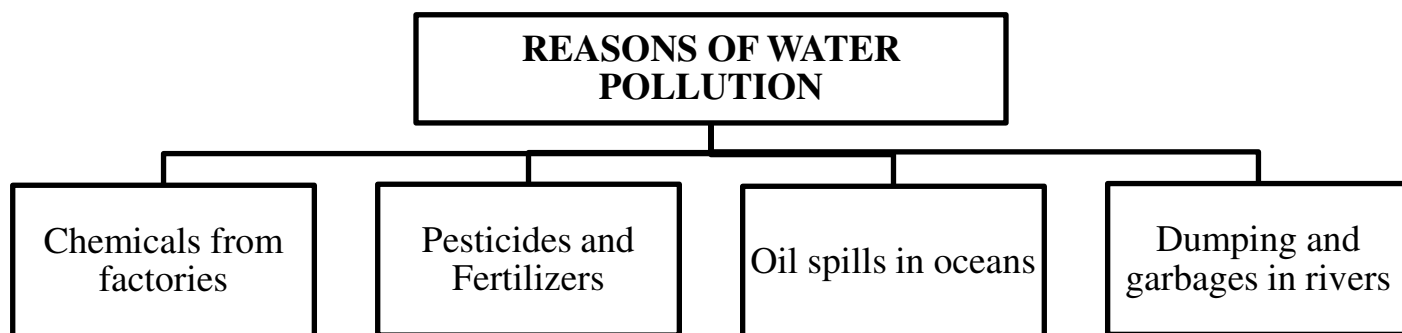 REASONS OF WATER
POLLUTION
Chemicals from
factories
Pesticides and
Fertilizers
Oil spills in oceans
Dumping and
garbages in rivers